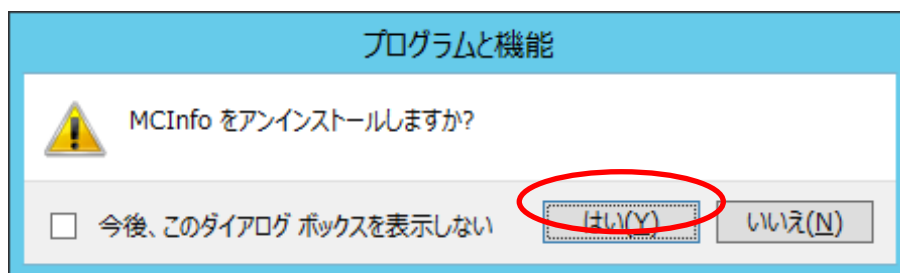 プログラムと機能
MCInfo をアンインストールしますか?
今後、このダイアログ ボックスを表示しない はい(Y) いいえ(N)